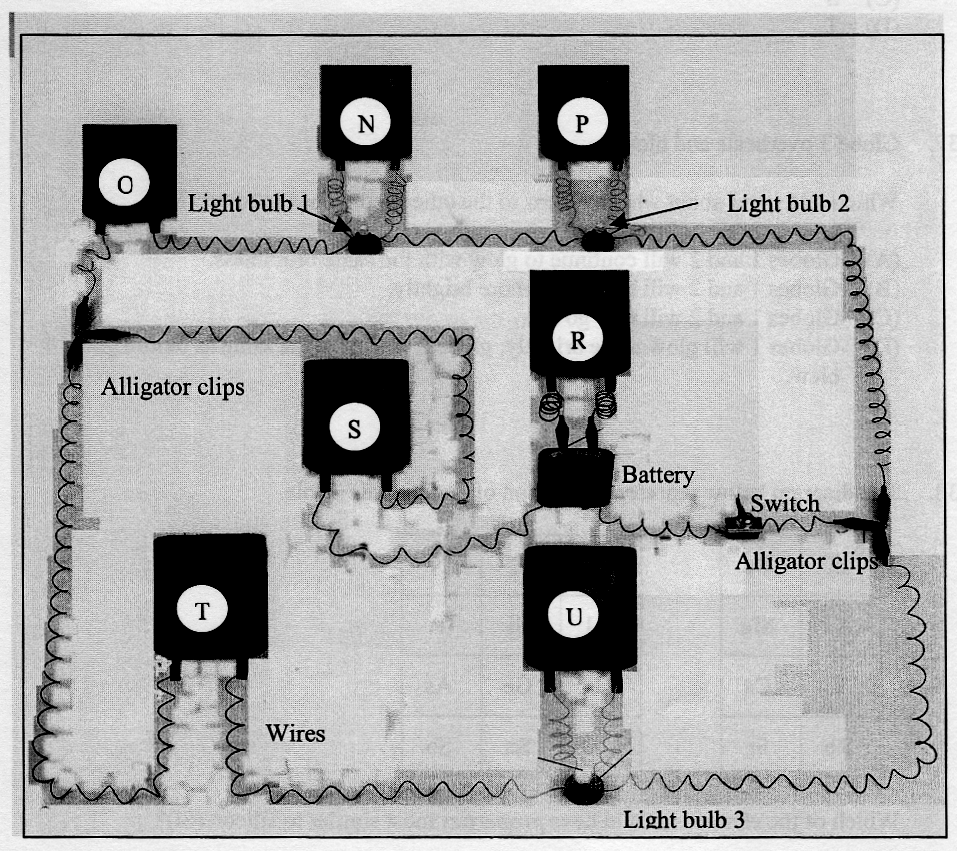 N
P
O
Light bulb 1
Light bulb 2
R
Alligator clips
S
Battery
Switch
Alligator clips
T
U
Wires
Light bulb 3